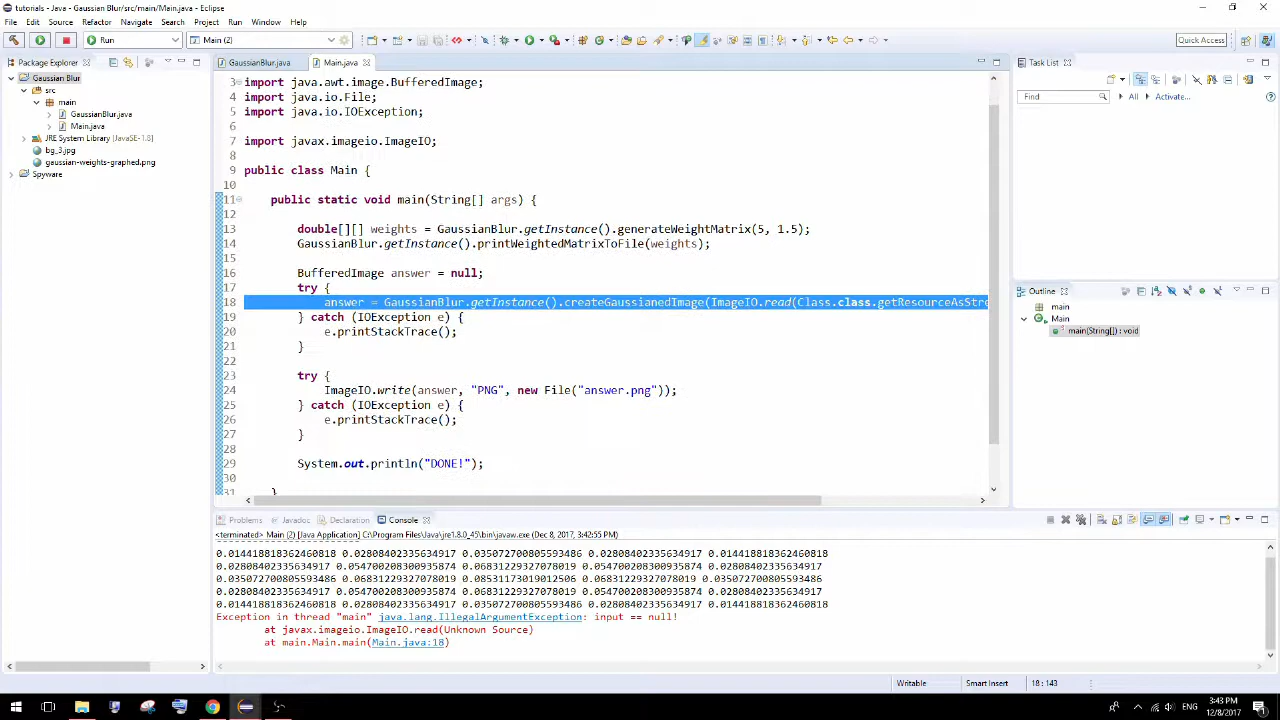 tutorials - Java - Gaussian Blur/src/main/Main.java - Eclipse
File Edit Source Refactor Navigate Search Project Run Window Help
Run
Main (2)
Quick Access
Package Explorer
GaussianBlur.java
Main.java
Task List
Gaussian Blur
src
main
GaussianBlur.java
Main.java
JRE System Library [JavaSE-1.8]
bg_3.jpg
gaussian-weights-graphed.png
Spyware
3 import java.awt.image.BufferedImage;
4 import java.io.File;
5 import java.io.IOException;
6
7 import javax.imageio.ImageIO;
8
9 public class Main {
10
11 public static void main(String[] args) {
12
13 double[][] weights = GaussianBlur.getInstance().generateWeightMatrix(5, 1.5);
14 GaussianBlur.getInstance().printWeightedMatrixToFile(weights);
15
16 BufferedImage answer = null;
17 try {
18 answer = GaussianBlur.getInstance().createGaussianedImage(ImageIO.read(Class.class.getResourceAsStre
19 } catch (IOException e) {
20 e.printStackTrace();
21 }
22
23 try {
24 ImageIO.write(answer, "PNG", new File("answer.png"));
25 } catch (IOException e) {
26 e.printStackTrace();
27 }
28
29 System.out.println("DONE!");
30
31 }
Find
All
Activate...
Outline
main
Main
main(String[]) : void
Problems
Javadoc
Declaration
Console
<terminated> Main (2) [Java Application] C:\Program Files\Java\jre1.8.0_45\bin\javaw.exe (Dec 8, 2017, 3:42:55 PM)
0.014418818362460818 0.02808402335634917 0.035072700805593486 0.02808402335634917 0.014418818362460818
0.02808402335634917 0.054700208300935874 0.06831229327078019 0.054700208300935874 0.02808402335634917
0.035072700805593486 0.06831229327078019 0.08531173019012506 0.06831229327078019 0.035072700805593486
0.02808402335634917 0.054700208300935874 0.06831229327078019 0.054700208300935874 0.02808402335634917
0.014418818362460818 0.02808402335634917 0.035072700805593486 0.02808402335634917 0.014418818362460818
Exception in thread "main" java.lang.IllegalArgumentException: input == null!
at javax.imageio.ImageIO.read(Unknown Source)
at main.Main.main(Main.java:18)
Writable
Smart Insert
18 : 143
ENG
3:43 PM
12/8/2017